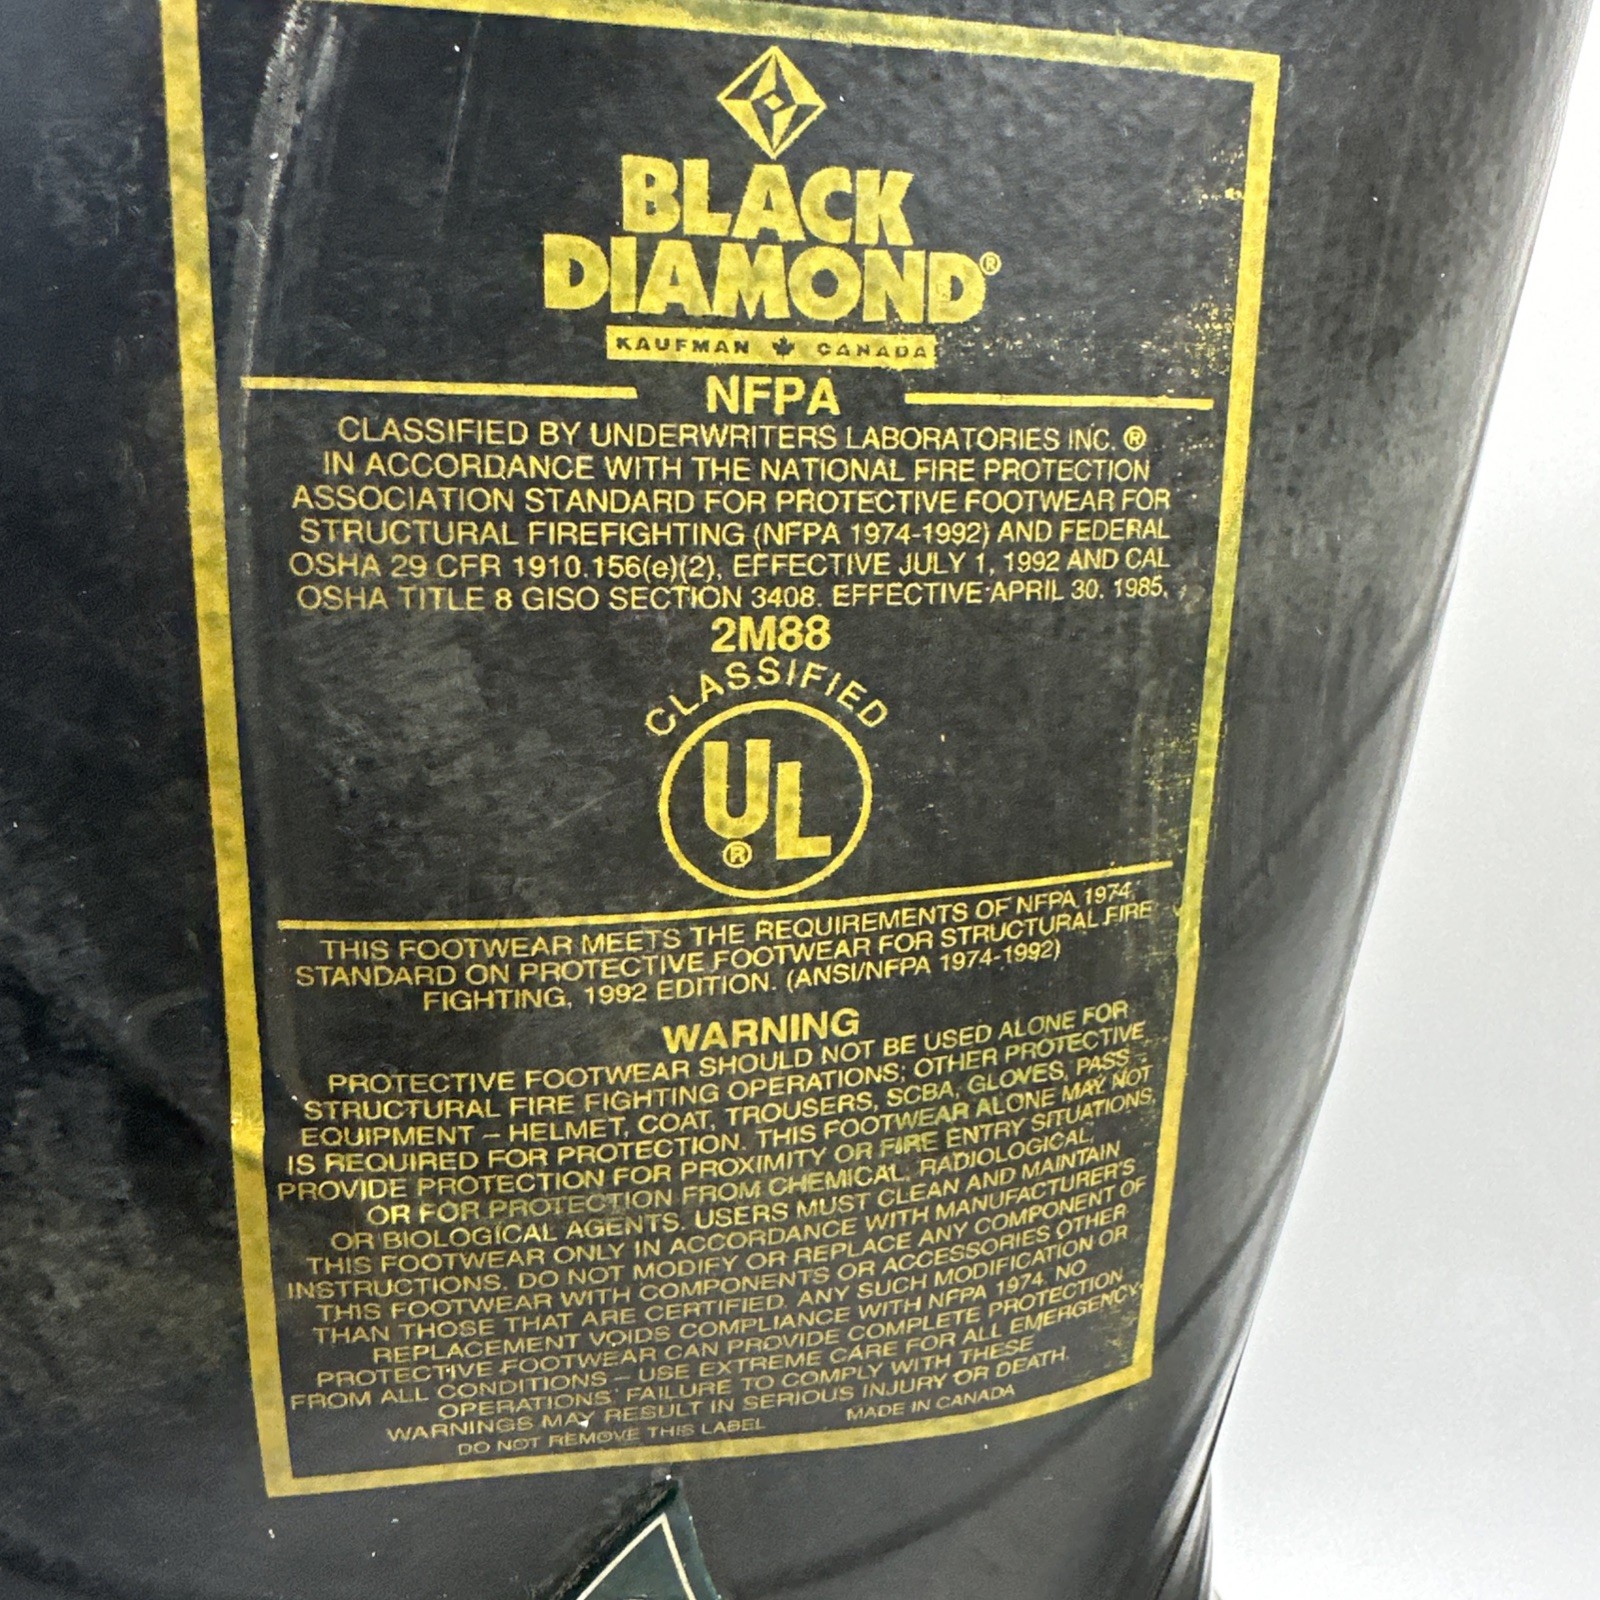 BLACK
DIAMOND®
KAUFMAN CANADA
NFPA
CLASSIFIED BY UNDERWRITERS LABORATORIES INC. ®
IN ACCORDANCE WITH THE NATIONAL FIRE PROTECTION
ASSOCIATION STANDARD FOR PROTECTIVE FOOTWEAR FOR
STRUCTURAL FIREFIGHTING (NFPA 1974-1992) AND FEDERAL
OSHA 29 CFR 1910.156(e)(2), EFFECTIVE JULY 1, 1992 AND CAL
OSHA TITLE 8 GISO SECTION 3408. EFFECTIVE APRIL 30. 1985.
2M88
CLASSIFIED
UL
®
THIS FOOTWEAR MEETS THE REQUIREMENTS OF NFPA 1974,
STANDARD ON PROTECTIVE FOOTWEAR FOR STRUCTURAL FIRE
FIGHTING, 1992 EDITION. (ANSI/NFPA 1974-1992)
WARNING
PROTECTIVE FOOTWEAR SHOULD NOT BE USED ALONE FOR
STRUCTURAL FIRE FIGHTING OPERATIONS; OTHER PROTECTIVE
EQUIPMENT – HELMET, COAT, TROUSERS, SCBA, GLOVES, PASS –
IS REQUIRED FOR PROTECTION. THIS FOOTWEAR ALONE MAY NOT
PROVIDE PROTECTION FOR PROXIMITY OR FIRE ENTRY SITUATIONS,
OR FOR PROTECTION FROM CHEMICAL, RADIOLOGICAL,
OR BIOLOGICAL AGENTS. USERS MUST CLEAN AND MAINTAIN
THIS FOOTWEAR ONLY IN ACCORDANCE WITH MANUFACTURER'S
INSTRUCTIONS. DO NOT MODIFY OR REPLACE ANY COMPONENT OF
THIS FOOTWEAR WITH COMPONENTS OR ACCESSORIES OTHER
THAN THOSE THAT ARE CERTIFIED. ANY SUCH MODIFICATION OR
REPLACEMENT VOIDS COMPLIANCE WITH NFPA 1974. NO
PROTECTIVE FOOTWEAR CAN PROVIDE COMPLETE PROTECTION
FROM ALL CONDITIONS – USE EXTREME CARE FOR ALL EMERGENCY
OPERATIONS. FAILURE TO COMPLY WITH THESE
WARNINGS MAY RESULT IN SERIOUS INJURY OR DEATH.
DO NOT REMOVE THIS LABEL MADE IN CANADA